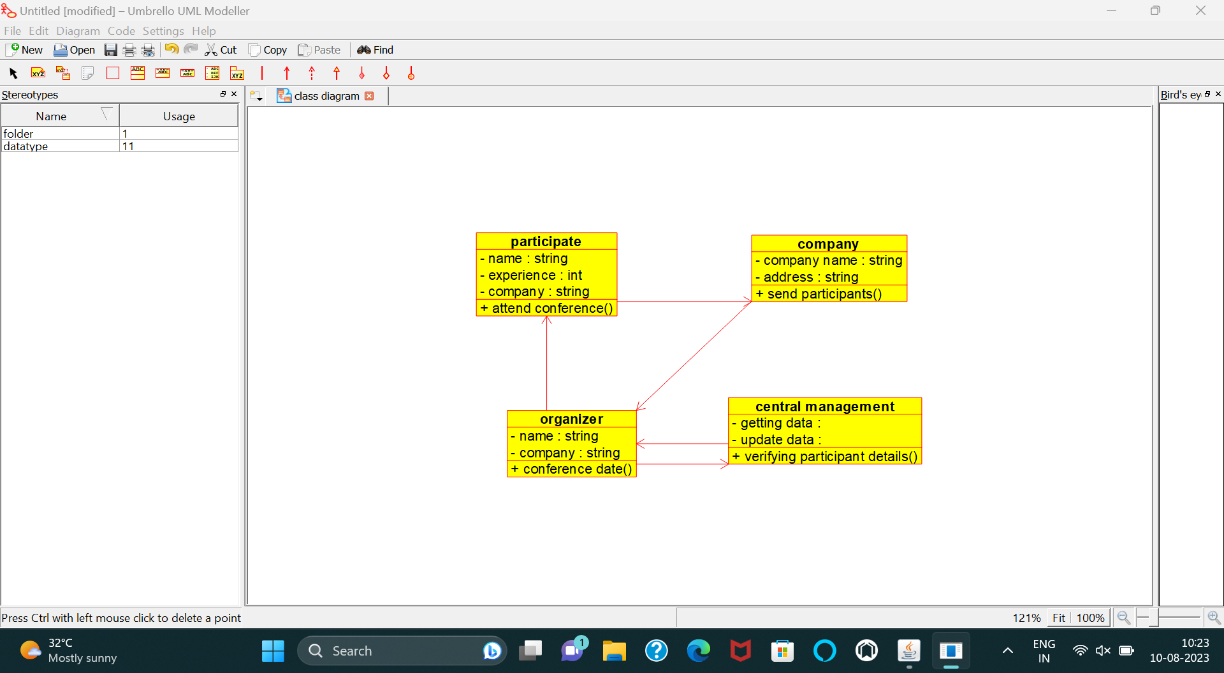 Untitled [modified] – Umbrello UML Modeller
File Edit Diagram Code Settings Help
New Open Cut Copy Paste Find
Stereotypes
class diagram
Bird's ey
Name Usage
folder 1
datatype 11
participate
- name : string
- experience : int
- company : string
+ attend conference()
company
- company name : string
- address : string
+ send participants()
organizer
- name : string
- company : string
+ conference date()
central management
- getting data :
- update data :
+ verifying participant details()
Press Ctrl with left mouse click to delete a point
121% Fit 100%
32°C
Mostly sunny
Search
1
ENG
IN
10:23
10-08-2023